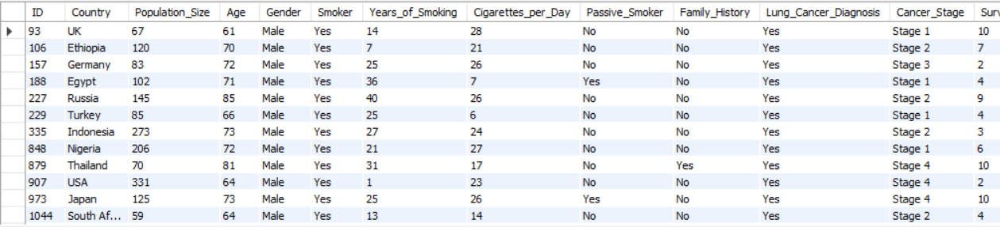 ID Country Population_Size Age Gender Smoker Years_of_Smoking Cigarettes_per_Day Passive_Smoker Family_History Lung_Cancer_Diagnosis Cancer_Stage Surv
93 UK 67 61 Male Yes 14 28 No No Yes Stage 1 10
106 Ethiopia 120 70 Male Yes 7 21 No No Yes Stage 2 7
157 Germany 83 72 Male Yes 25 26 No No Yes Stage 3 2
188 Egypt 102 71 Male Yes 36 7 Yes No Yes Stage 1 4
227 Russia 145 85 Male Yes 40 26 No No Yes Stage 2 9
229 Turkey 85 66 Male Yes 25 6 No No Yes Stage 1 4
335 Indonesia 273 73 Male Yes 27 24 No No Yes Stage 2 3
848 Nigeria 206 72 Male Yes 21 27 No No Yes Stage 1 6
879 Thailand 70 81 Male Yes 31 17 No Yes Yes Stage 4 10
907 USA 331 64 Male Yes 1 23 No No Yes Stage 4 2
973 Japan 125 73 Male Yes 25 26 Yes No Yes Stage 4 10
1044 South Af... 59 64 Male Yes 13 14 No No Yes Stage 2 4